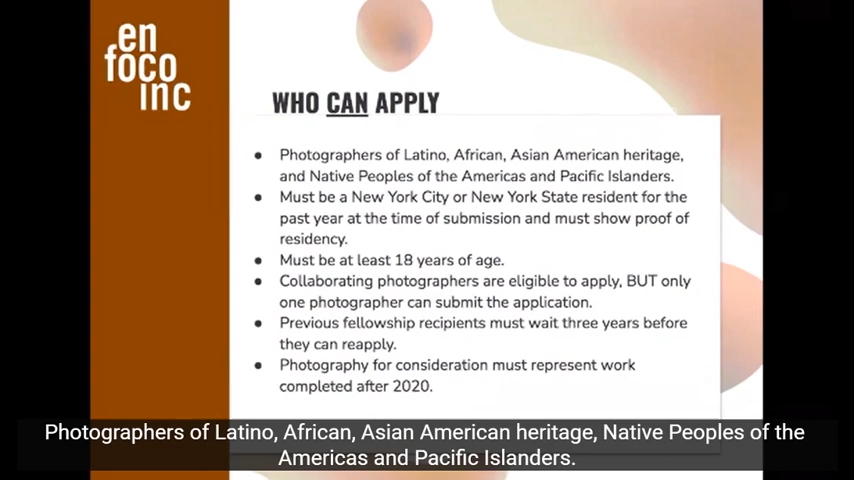 en
foco
inc
WHO CAN APPLY
● Photographers of Latino, African, Asian American heritage,
and Native Peoples of the Americas and Pacific Islanders.
● Must be a New York City or New York State resident for the
past year at the time of submission and must show proof of
residency.
● Must be at least 18 years of age.
● Collaborating photographers are eligible to apply, BUT only
one photographer can submit the application.
● Previous fellowship recipients must wait three years before
they can reapply.
● Photography for consideration must represent work
completed after 2020.
Photographers of Latino, African, Asian American heritage, Native Peoples of the
Americas and Pacific Islanders.